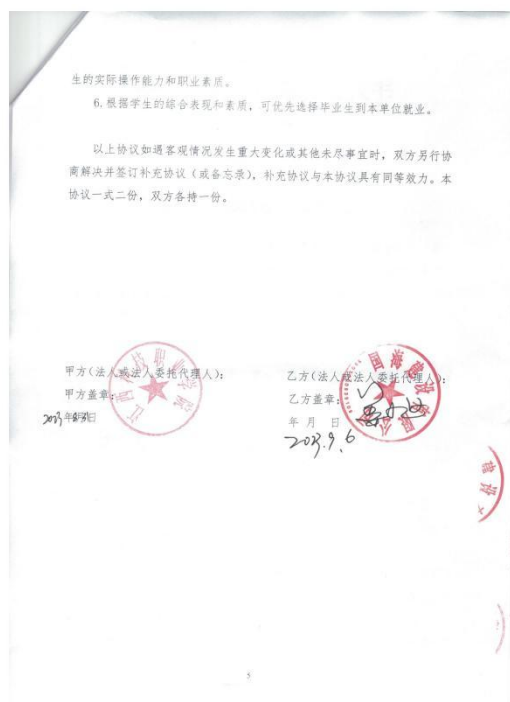 生的实际操作能力和职业素质。
6.根据学生的综合表现和素质，可优先选择毕业生到本单位就业。
以上协议如遇客观情况发生重大变化或其他未尽事宜时，双方另行协
商解决并签订补充协议（或备忘录），补充协议与本协议具有同等效力。本
协议一式二份，双方各持一份。
甲方(法人或法人委托代理人)：
甲方盖章：
2023年 月 日
乙方(法人或法人委托代理人)：
乙方盖章：
年 月 日
2023.9.6
5